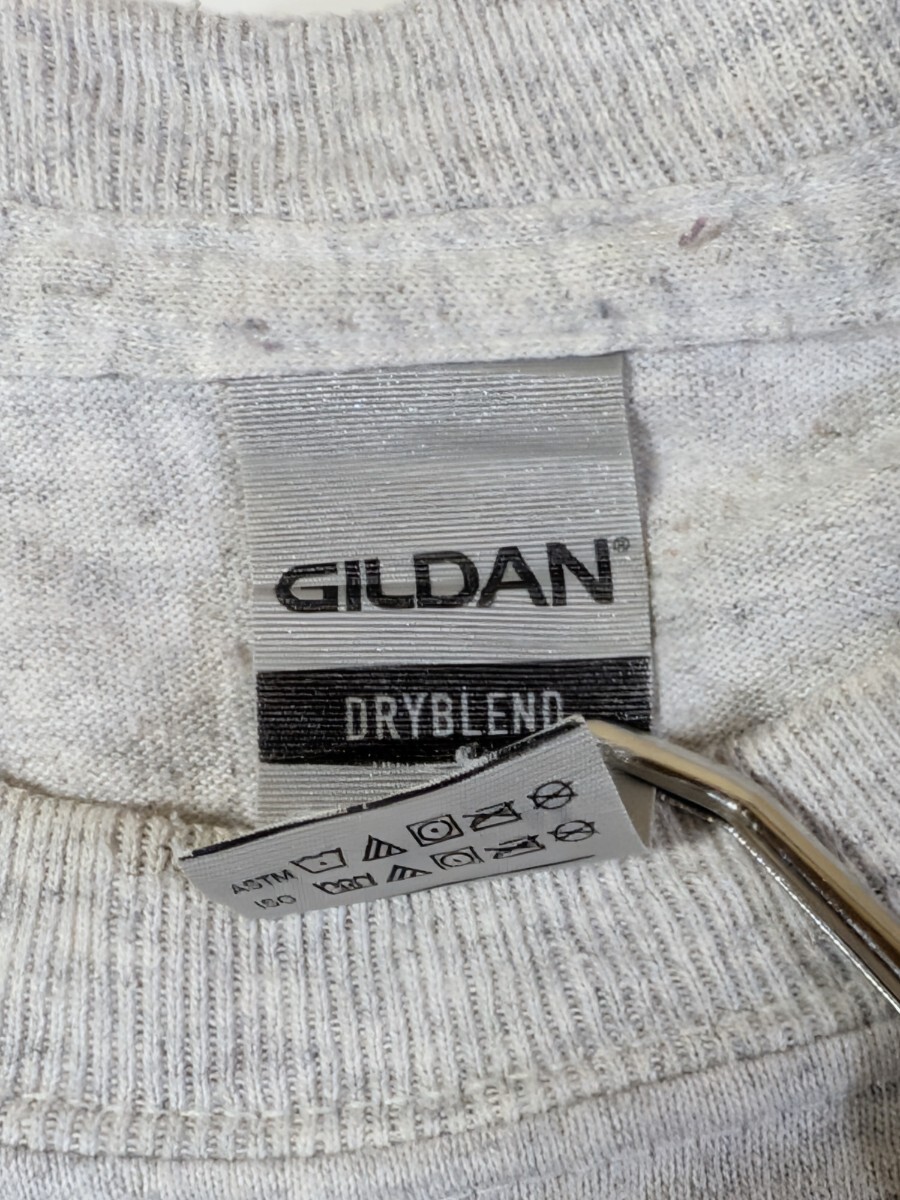 GILDAN®
DRYBLEND
ASTM
ISO